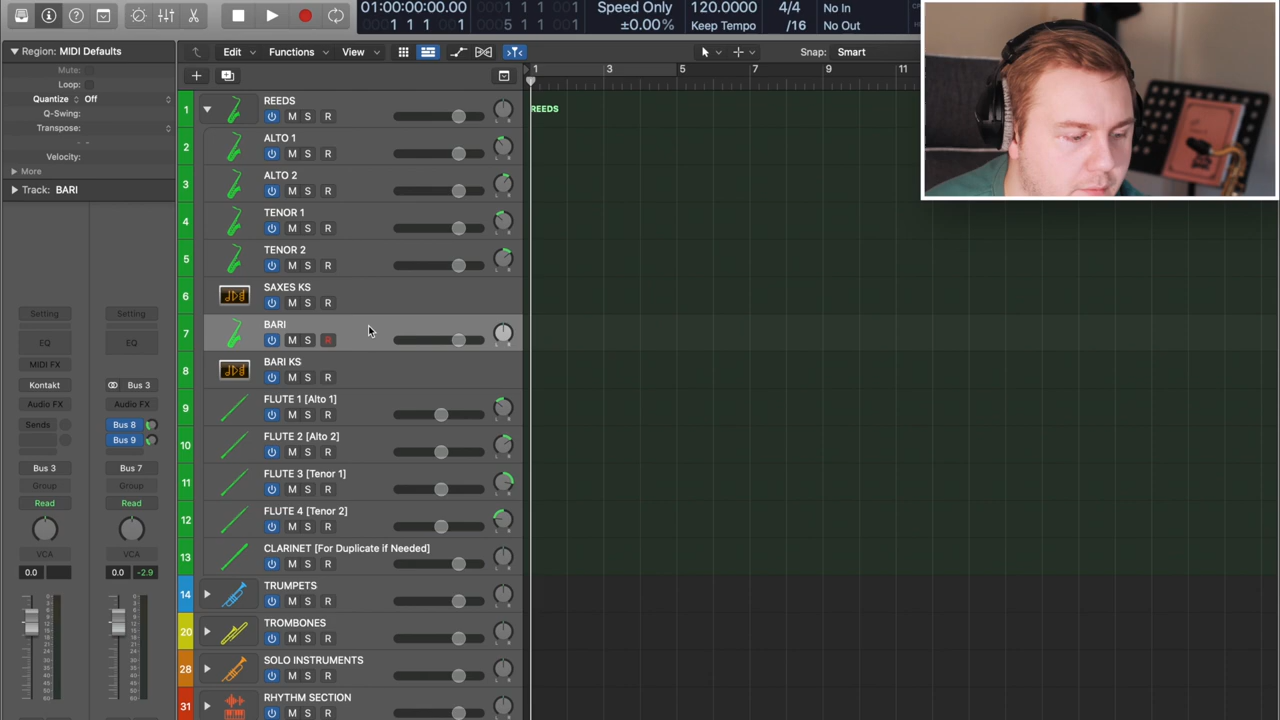 01:00:00:00.00
1 1 1 1
5 1 1 1
Speed Only
±0.00%
120.0000
Keep Tempo
4/4
/16
No In
No Out
Region: MIDI Defaults
Mute:
Loop:
Quantize Off
Q-Swing:
Transpose:
Velocity:
More
Track: BARI
Edit
Functions
View
Snap: Smart
1 3 5 7 9 11
1 REEDS
M S R
REEDS
2 ALTO 1
M S R
3 ALTO 2
M S R
4 TENOR 1
M S R
5 TENOR 2
M S R
6 SAXES KS
M S R
7 BARI
M S R
8 BARI KS
M S R
9 FLUTE 1 [Alto 1]
M S R
10 FLUTE 2 [Alto 2]
M S R
11 FLUTE 3 [Tenor 1]
M S R
12 FLUTE 4 [Tenor 2]
M S R
13 CLARINET [For Duplicate if Needed]
M S R
14 TRUMPETS
M S R
20 TROMBONES
M S R
28 SOLO INSTRUMENTS
M S R
31 RHYTHM SECTION
M S R
Setting Setting
EQ EQ
MIDI FX
Kontakt Bus 3
Audio FX Audio FX
Sends Bus 8
Bus 9
Bus 3 Bus 7
Group Group
Read Read
VCA VCA
0.0 0.0 -2.9